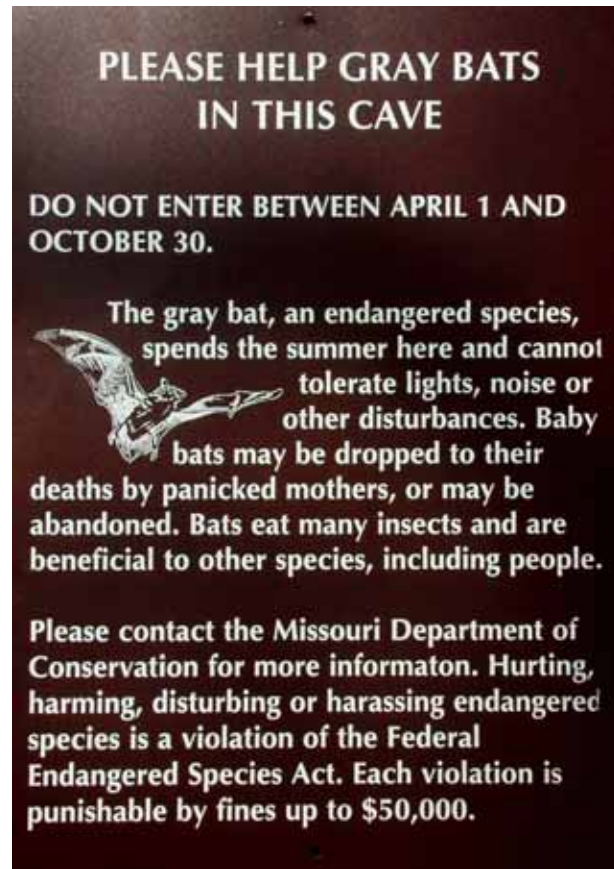 PLEASE HELP GRAY BATS
IN THIS CAVE
DO NOT ENTER BETWEEN APRIL 1 AND
OCTOBER 30.
The gray bat, an endangered species,
spends the summer here and cannot
tolerate lights, noise or
other disturbances. Baby
bats may be dropped to their
deaths by panicked mothers, or may be
abandoned. Bats eat many insects and are
beneficial to other species, including people.
Please contact the Missouri Department of
Conservation for more informaton. Hurting,
harming, disturbing or harassing endangered
species is a violation of the Federal
Endangered Species Act. Each violation is
punishable by fines up to $50,000.